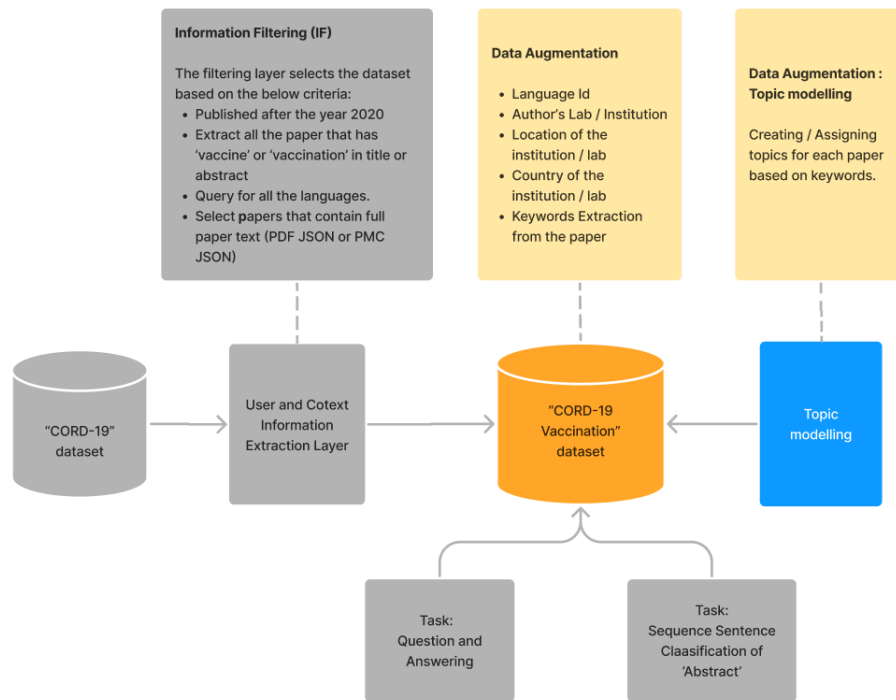 Information Filtering (IF)
The filtering layer selects the dataset
based on the below criteria:
• Published after the year 2020
• Extract all the paper that has
'vaccine' or 'vaccination' in title or
abstract
• Query for all the languages.
• Select papers that contain full
paper text (PDF JSON or PMC
JSON)
Data Augmentation
• Language Id
• Author's Lab / Institution
• Location of the
institution / lab
• Country of the
institution / lab
• Keywords Extraction
from the paper
Data Augmentation :
Topic modelling
Creating / Assigning
topics for each paper
based on keywords.
"CORD-19"
dataset
User and Cotext
Information
Extraction Layer
"CORD-19
Vaccination"
dataset
Topic
modelling
Task:
Question and
Answering
Task:
Sequence Sentence
Claasification of
'Abstract'